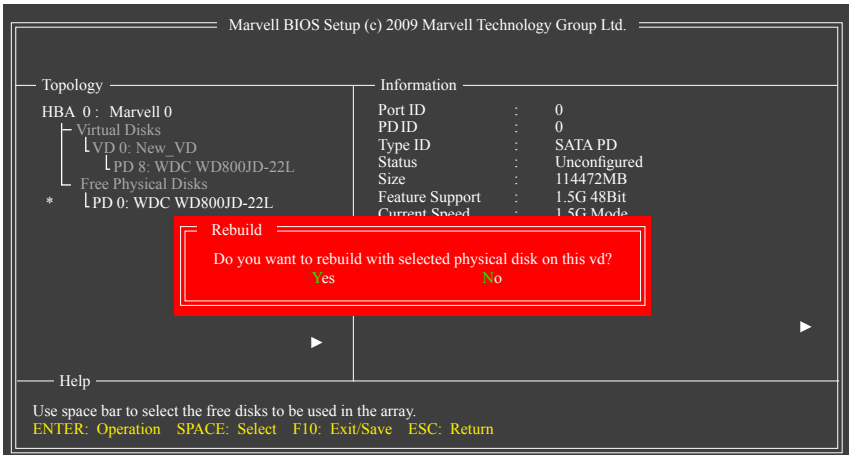 Marvell BIOS Setup (c) 2009 Marvell Technology Group Ltd.
Topology
HBA 0 : Marvell 0
Virtual Disks
VD 0: New_VD
PD 8: WDC WD800JD-22L
Free Physical Disks
* PD 0: WDC WD800JD-22L
Information
Port ID : 0
PD ID : 0
Type ID : SATA PD
Status : Unconfigured
Size : 114472MB
Feature Support : 1.5G 48Bit
Current Speed : 1.5G Mode
Rebuild
Do you want to rebuild with selected physical disk on this vd?
Yes No
Help
Use space bar to select the free disks to be used in the array.
ENTER: Operation SPACE: Select F10: Exit/Save ESC: Return